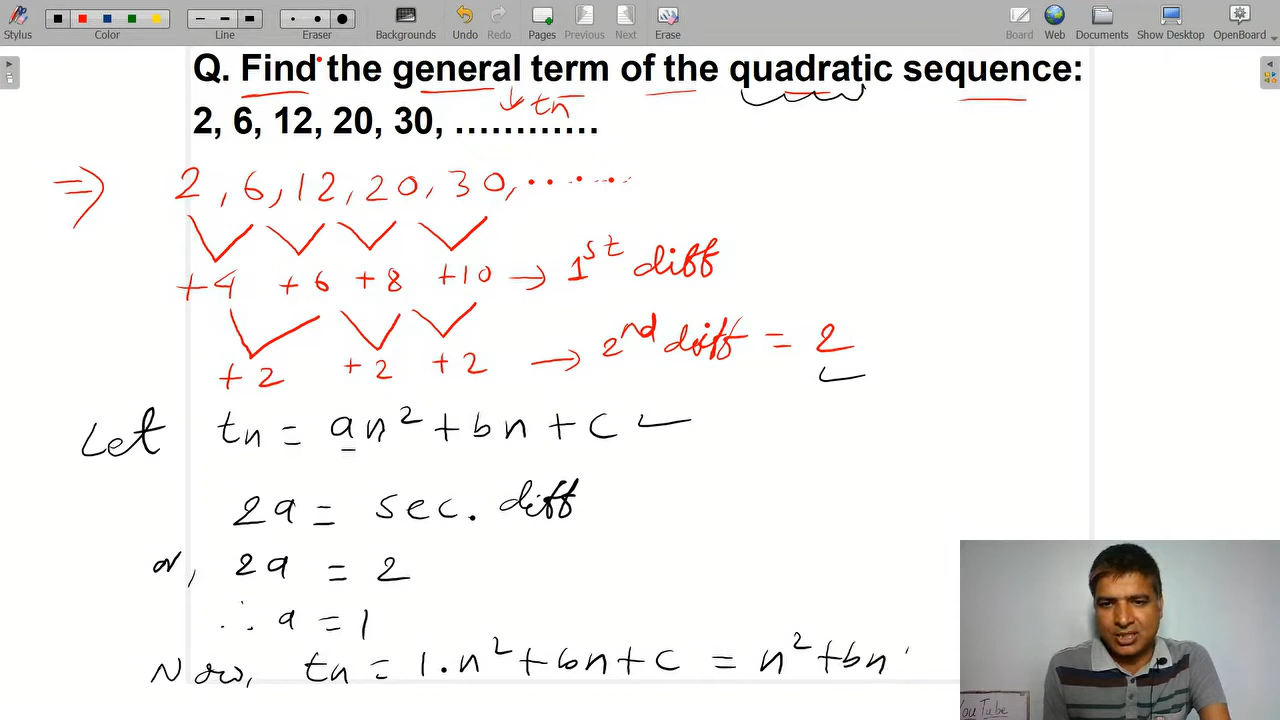 Stylus Color Line Eraser Backgrounds Undo Redo Pages Previous Next Erase Board Web Documents Show Desktop OpenBoard
Q. Find the general term of the quadratic sequence:
↓ tn
2, 6, 12, 20, 30, …………
⇒ 2, 6, 12, 20, 30, ......
+4 +6 +8 +10 → 1st diff
+2 +2 +2 → 2nd diff = 2
Let tn = an² + bn + c
2a = sec. diff
or, 2a = 2
∴ a = 1
Now, tn = 1.n² + bn + c = n² + bn
YouTube